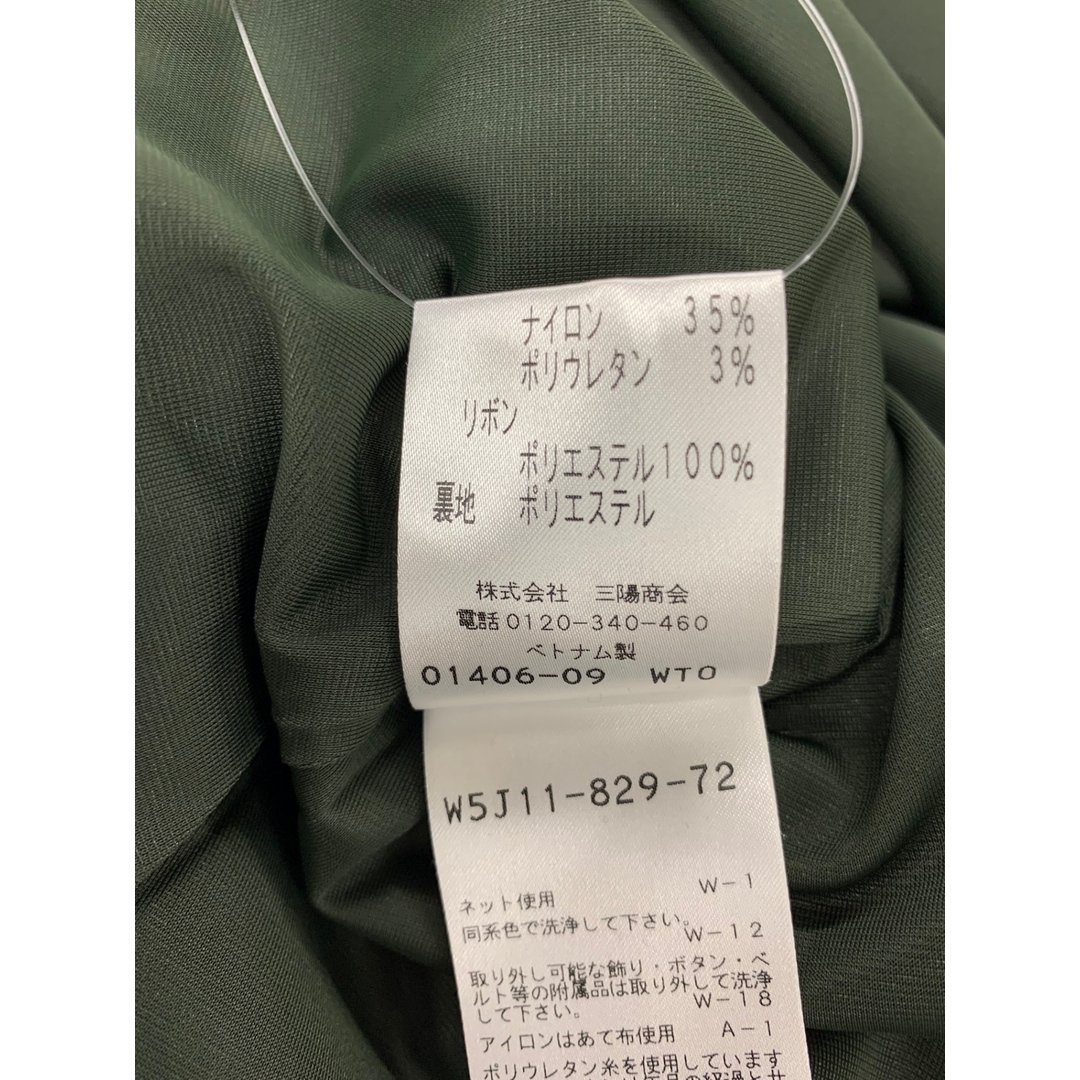 ナイロン 35%
ポリウレタン 3%
リボン
ポリエステル100%
裏地 ポリエステル
株式会社 三陽商会
電話0120-340-460
ベトナム製
01406-09 WTO
W5J11-829-72
ネット使用 W-1
同系色で洗浄して下さい。
W-12
取り外し可能な飾り・ボタン・ベ
ルト等の附属品は取り外して洗浄
して下さい。 W-18
アイロンはあて布使用 A-1
ポリウレタン糸を使用しています